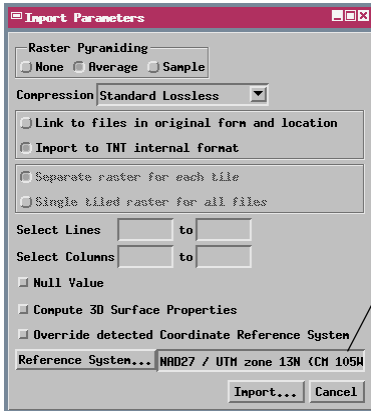 Import Parameters
Raster Pyramiding
None Average Sample
Compression Standard Lossless
Link to files in original form and location
Import to TNT internal format
Separate raster for each tile
Single tiled raster for all files
Select Lines to
Select Columns to
Null Value
Compute 3D Surface Properties
Override detected Coordinate Reference System
Reference System... NAD27 / UTM zone 13N (CM 105W
Import... Cancel